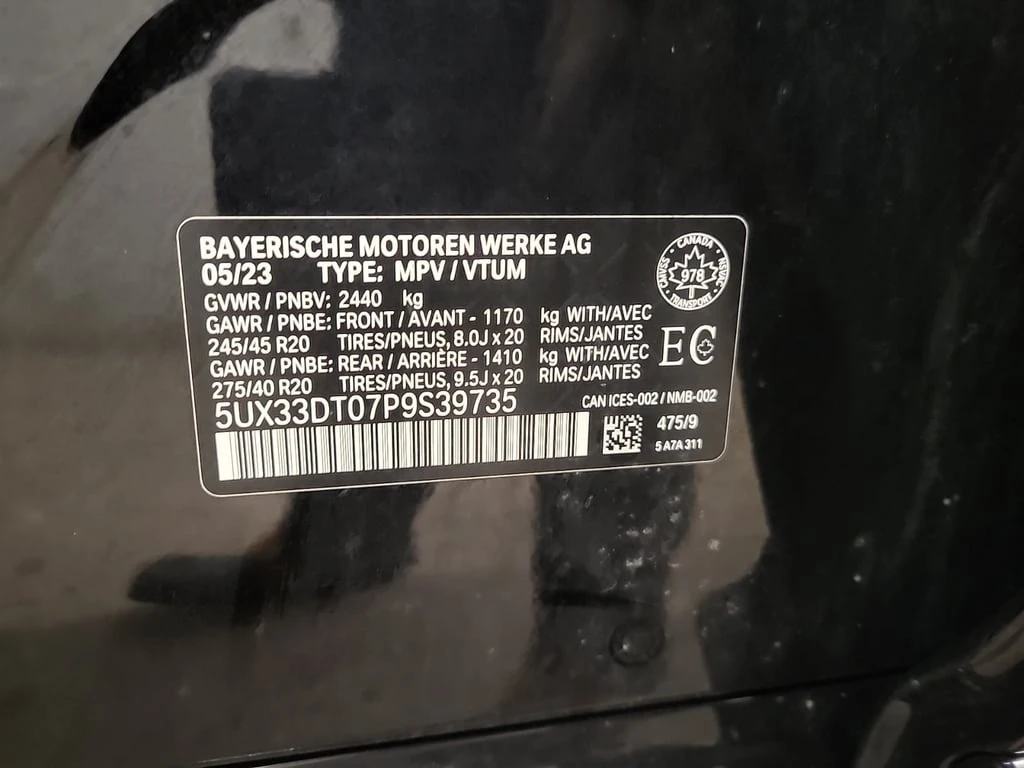 BAYERISCHE MOTOREN WERKE AG
05/23 TYPE: MPV / VTUM
GVWR / PNBV: 2440 kg
GAWR / PNBE: FRONT / AVANT - 1170 kg WITH/AVEC
245/45 R20 TIRES/PNEUS, 8.0J x 20 RIMS/JANTES
GAWR / PNBE: REAR / ARRIÈRE - 1410 kg WITH/AVEC
275/40 R20 TIRES/PNEUS, 9.5J x 20 RIMS/JANTES
5UX33DT07P9S39735
CAN ICES-002 / NMB-002
475/9
5 A7A 311
CANADA
CMVSS
978
NSVAC
TRANSPORT
EC